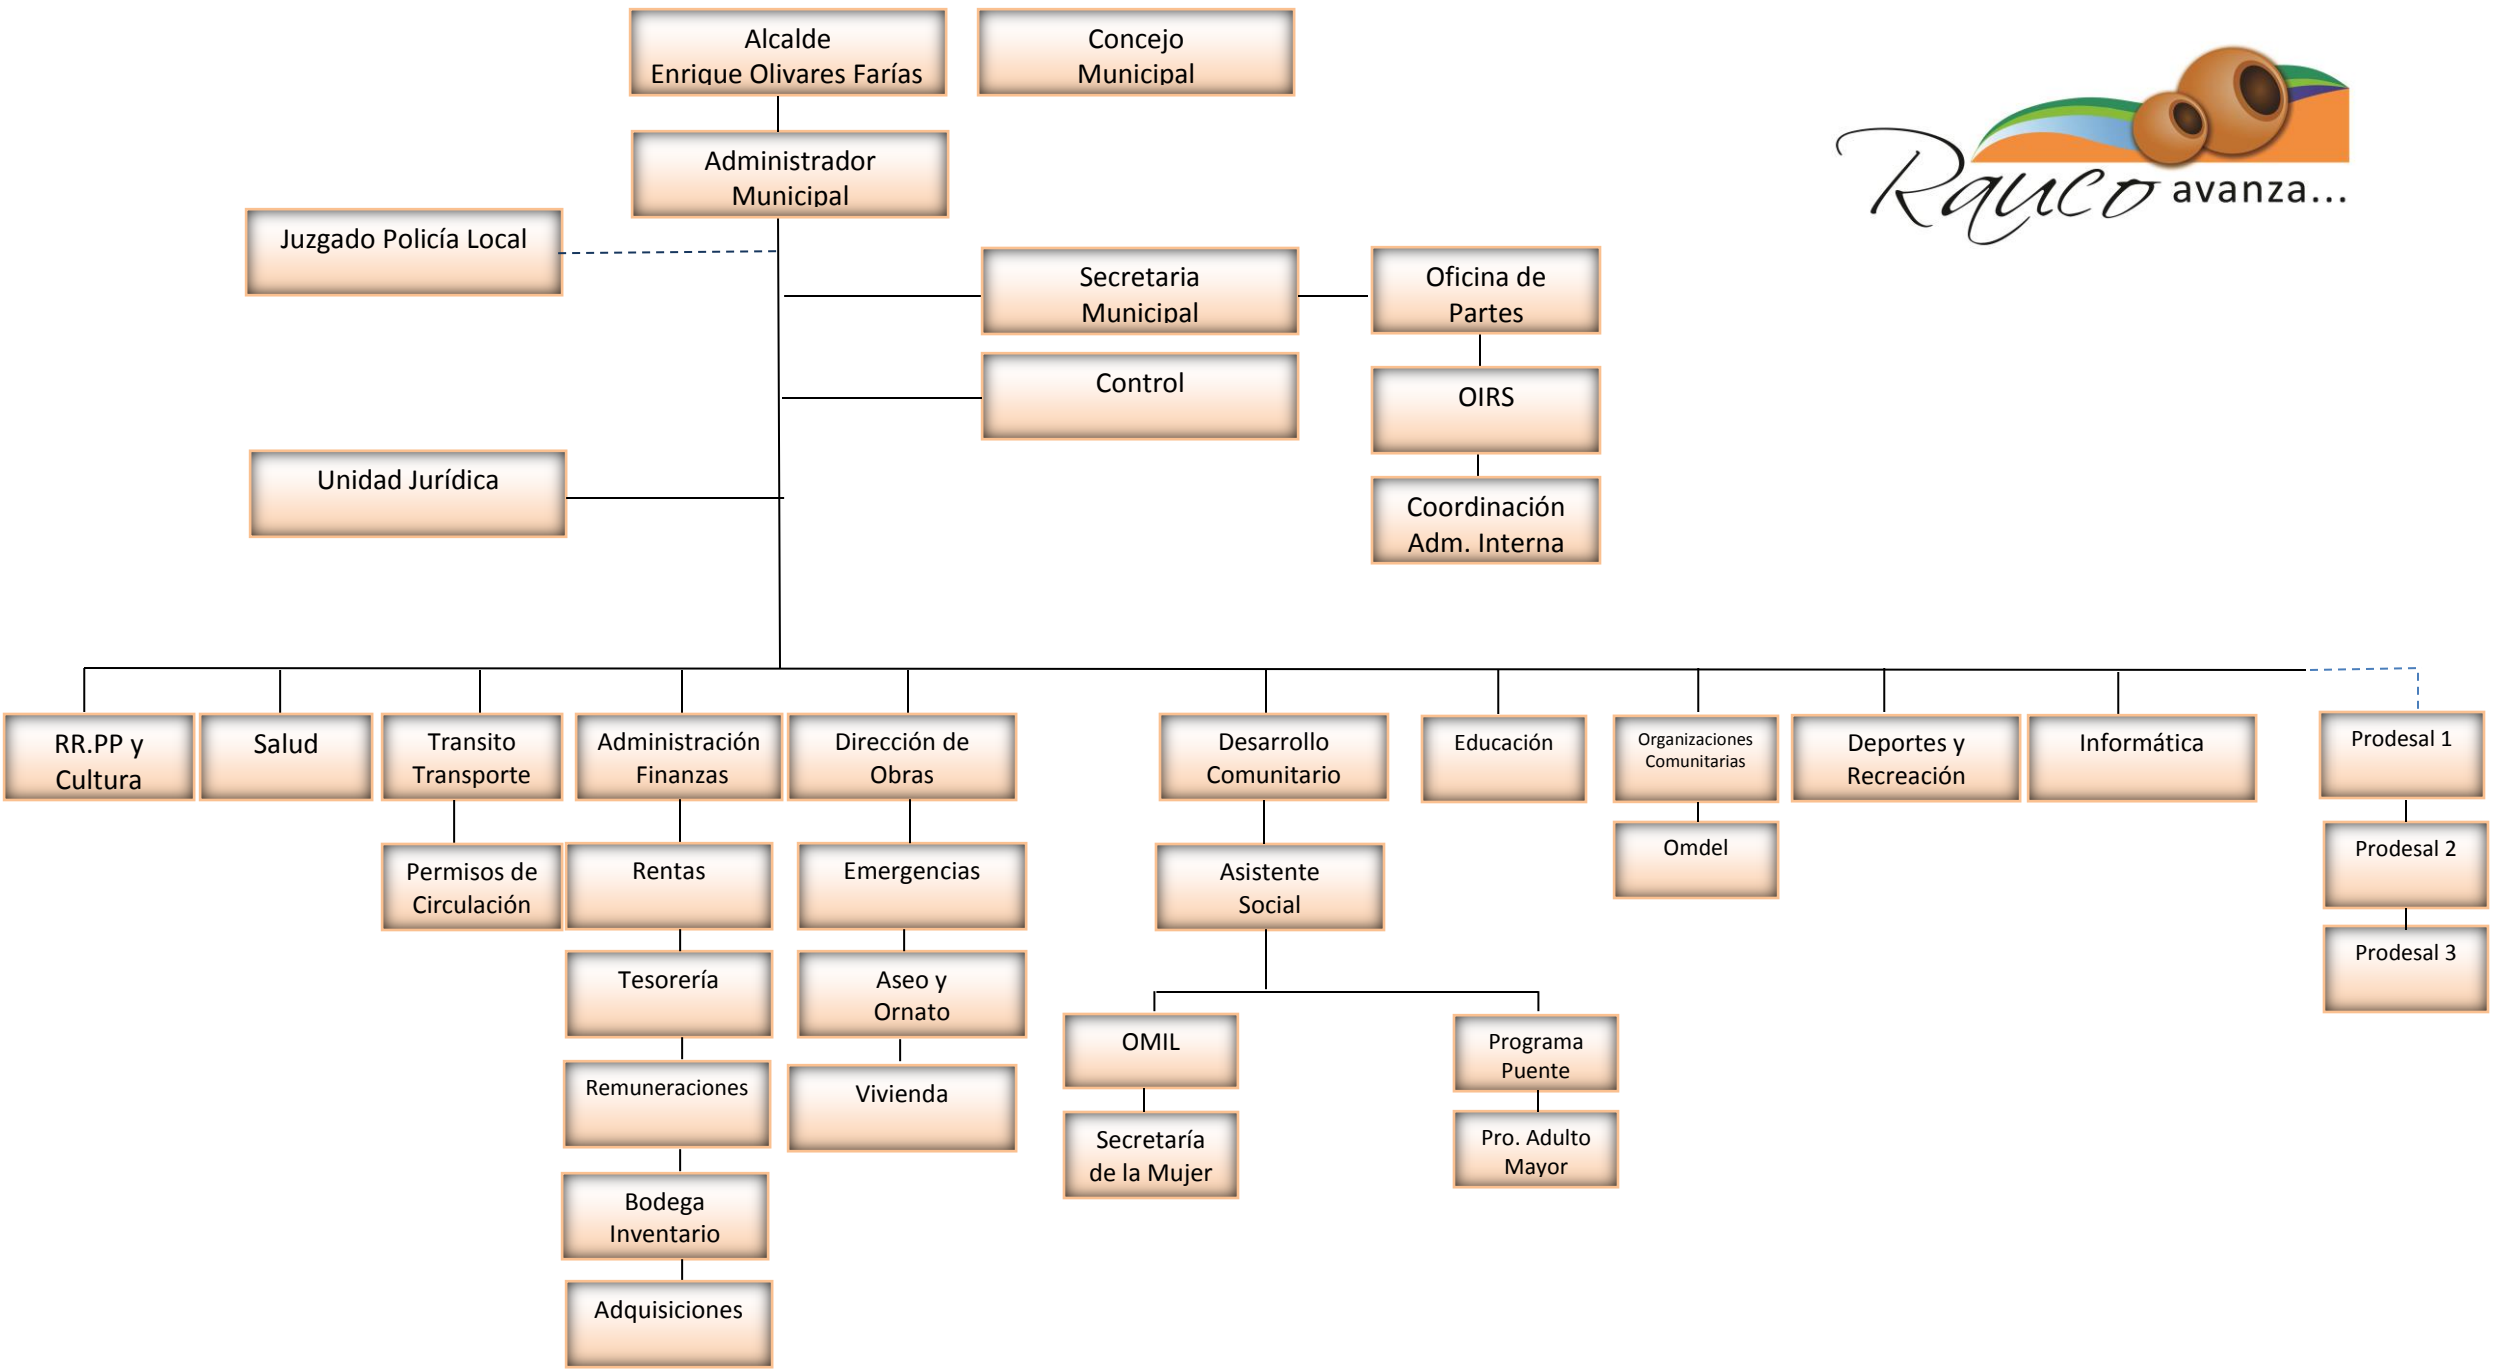 Alcalde
Enrique Olivares Farías
Concejo
Municipal
Rauco avanza...
Administrador
Municipal
Juzgado Policía Local
Secretaria
Municipal
Oficina de
Partes
Control
OIRS
Unidad Jurídica
Coordinación
Adm. Interna
RR.PP y
Cultura
Salud
Transito
Transporte
Administración
Finanzas
Dirección de
Obras
Desarrollo
Comunitario
Educación
Organizaciones
Comunitarias
Deportes y
Recreación
Informática
Prodesal 1
Permisos de
Circulación
Rentas
Emergencias
Asistente
Social
Omdel
Prodesal 2
Tesorería
Aseo y
Ornato
Prodesal 3
OMIL
Programa
Puente
Remuneraciones
Vivienda
Secretaría
de la Mujer
Pro. Adulto
Mayor
Bodega
Inventario
Adquisiciones